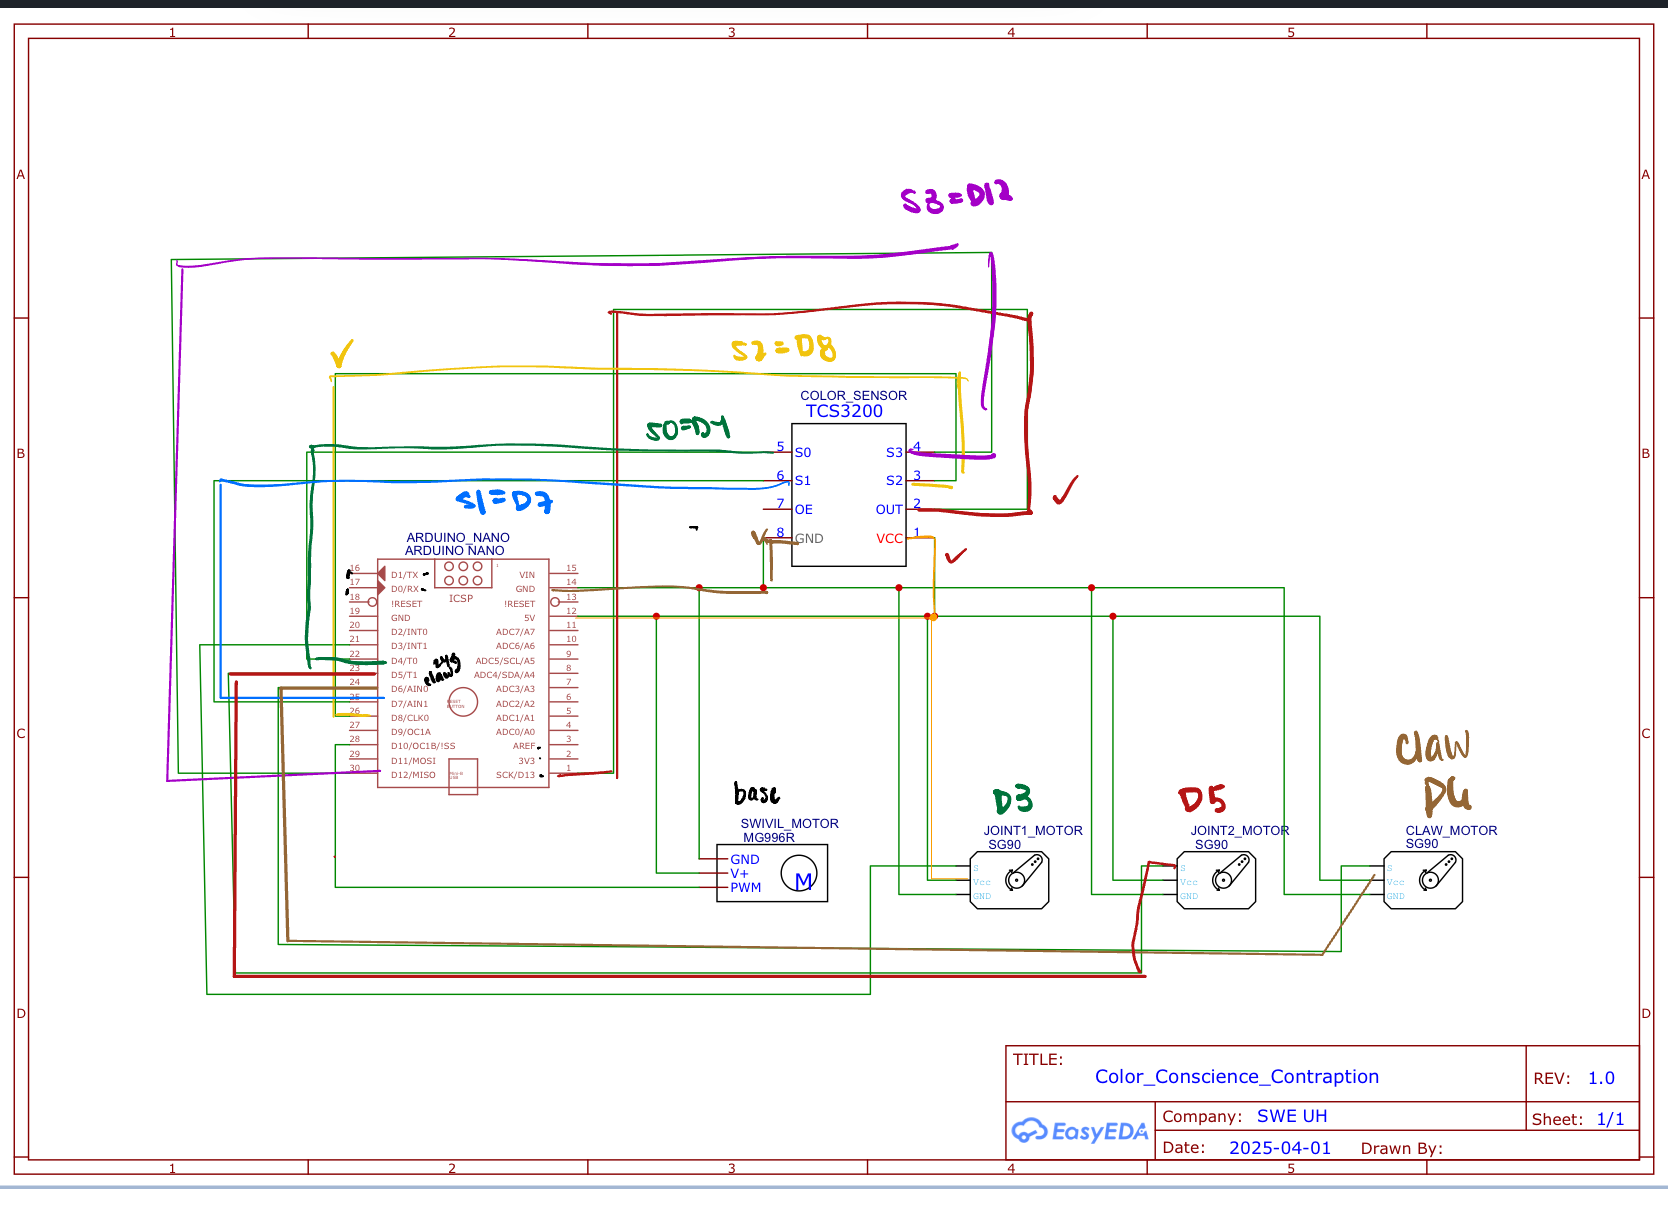 1 2 3 4 5
A A
S3=D12
S2=D8
B B
COLOR_SENSOR
TCS3200
S0=D4
5 S0 S3 4
6 S1 S2 3
S1=D7
7 OE OUT 2
8 GND VCC 1
ARDUINO_NANO
ARDUINO NANO
16 D1/TX VIN 15
17 D0/RX GND 14
18 !RESET !RESET 13
ICSP
1
19 GND 5V 12
20 D2/INT0 ADC7/A7 11
21 D3/INT1 ADC6/A6 10
22 D4/T0 ADC5/SCL/A5 9
23 D5/T1 ADC4/SDA/A4 8
claw
24 D6/AIN0 ADC3/A3 7
25 D7/AIN1 ADC2/A2 6
RESET
BUTTON
26 D8/CLK0 ADC1/A1 5
27 D9/OC1A ADC0/A0 4
28 D10/OC1B/!SS AREF 3
29 D11/MOSI 3V3 2
30 D12/MISO SCK/D13 1
C C
claw
D6
base
D3
D5
SWIVIL_MOTOR
MG996R
GND
V+
PWM
M
JOINT1_MOTOR
SG90
S
Vcc
GND
JOINT2_MOTOR
SG90
S
Vcc
GND
CLAW_MOTOR
SG90
S
Vcc
GND
D D
TITLE:
Color_Conscience_Contraption
REV: 1.0
EasyEDA
Company: SWE UH
Sheet: 1/1
Date: 2025-04-01 Drawn By:
1 2 3 4 5